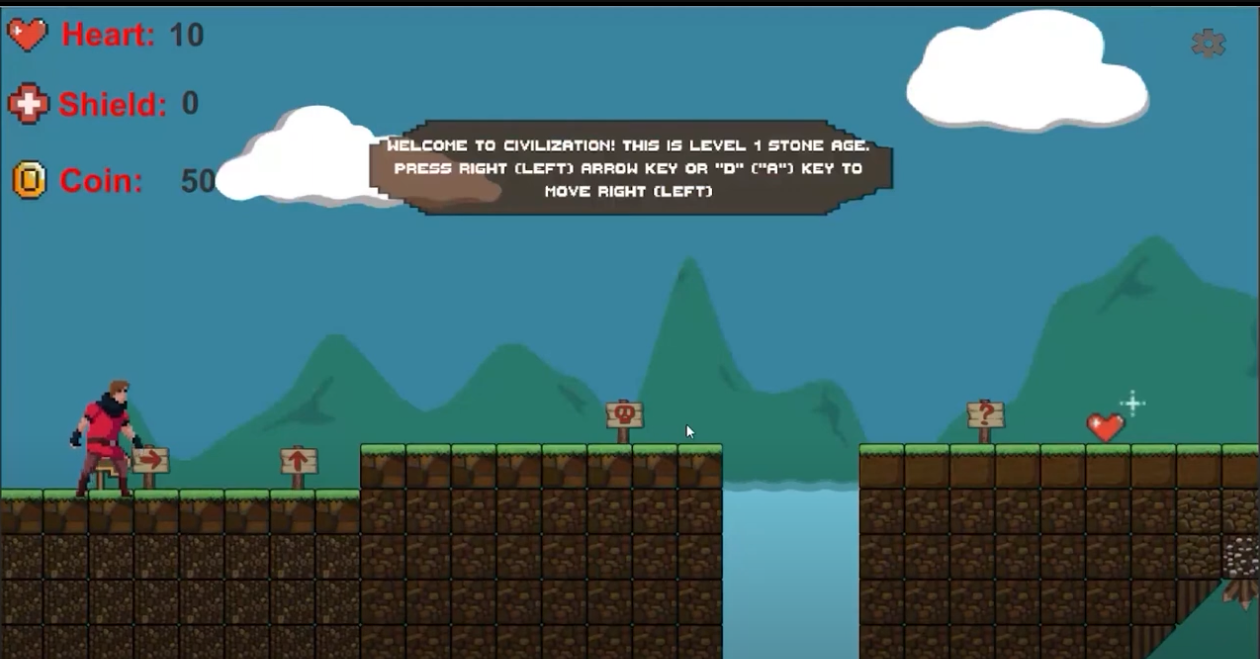 Heart: 10
Shield: 0
Coin: 50
WELCOME TO CIVILIZATION! THIS IS LEVEL 1 STONE AGE.
PRESS RIGHT (LEFT) ARROW KEY OR "D" ("A") KEY TO
MOVE RIGHT (LEFT)
?